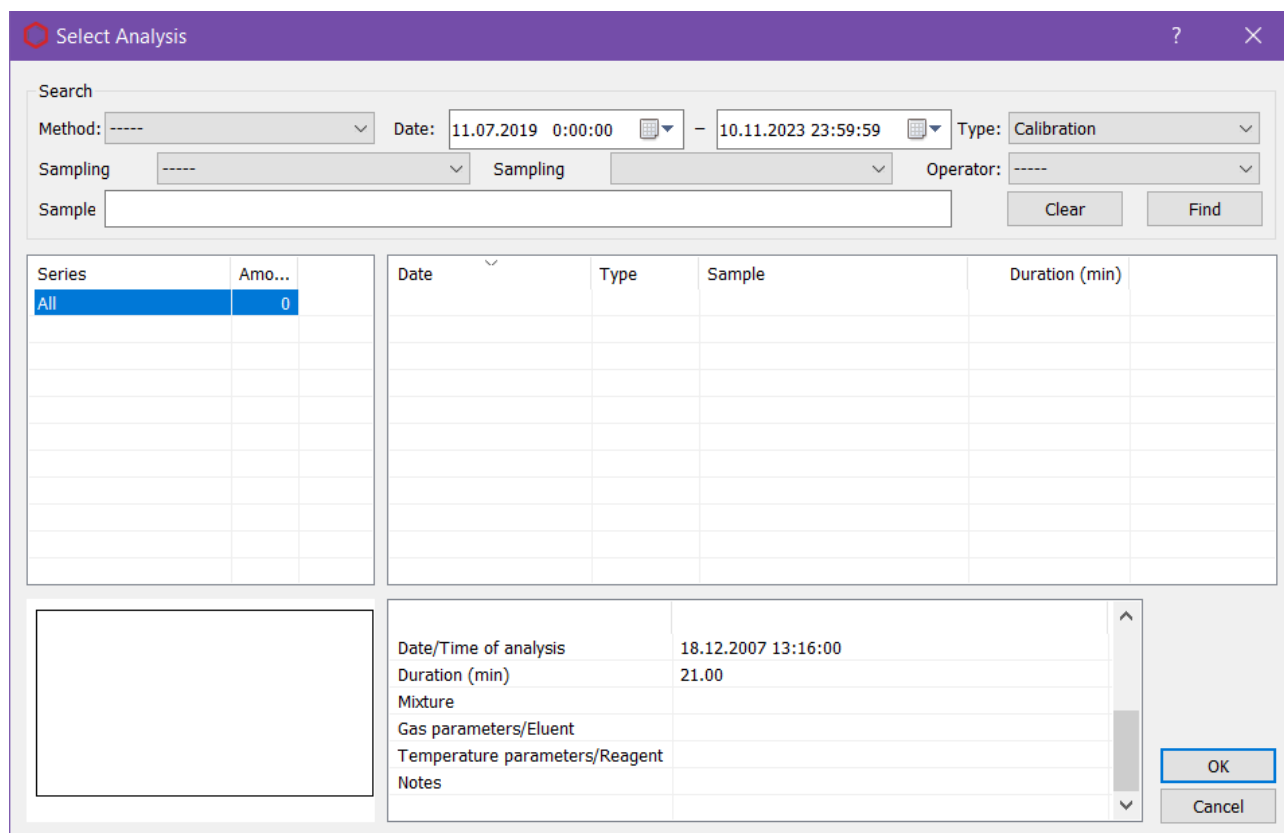 Select Analysis ?
Search
Method: ----- Date: 11.07.2019 0:00:00 – 10.11.2023 23:59:59 Type: Calibration
Sampling ----- Sampling Operator: -----
Sample Clear Find
Series Amo... Date Type Sample Duration (min)
All 0
Date/Time of analysis 18.12.2007 13:16:00
Duration (min) 21.00
Mixture
Gas parameters/Eluent
Temperature parameters/Reagent
Notes
OK
Cancel